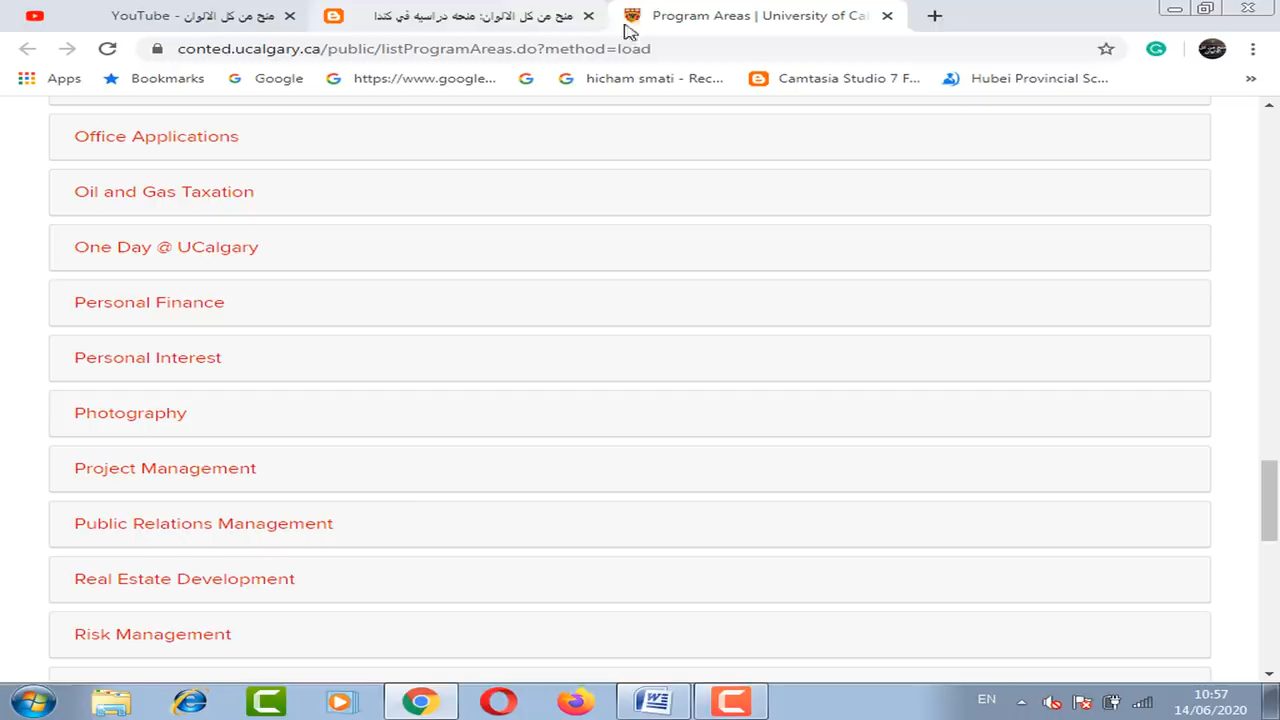 YouTube - منح من كل الالوان
منح من كل الالوان: منحه دراسيه في كندا
Program Areas | University of Cal
conted.ucalgary.ca/public/listProgramAreas.do?method=load
Apps
Bookmarks
Google
https://www.google...
hicham smati - Rec...
Camtasia Studio 7 F...
Hubei Provincial Sc...
»
Office Applications
Oil and Gas Taxation
One Day @ UCalgary
Personal Finance
Personal Interest
Photography
Project Management
Public Relations Management
Real Estate Development
Risk Management
EN
10:57
14/06/2020